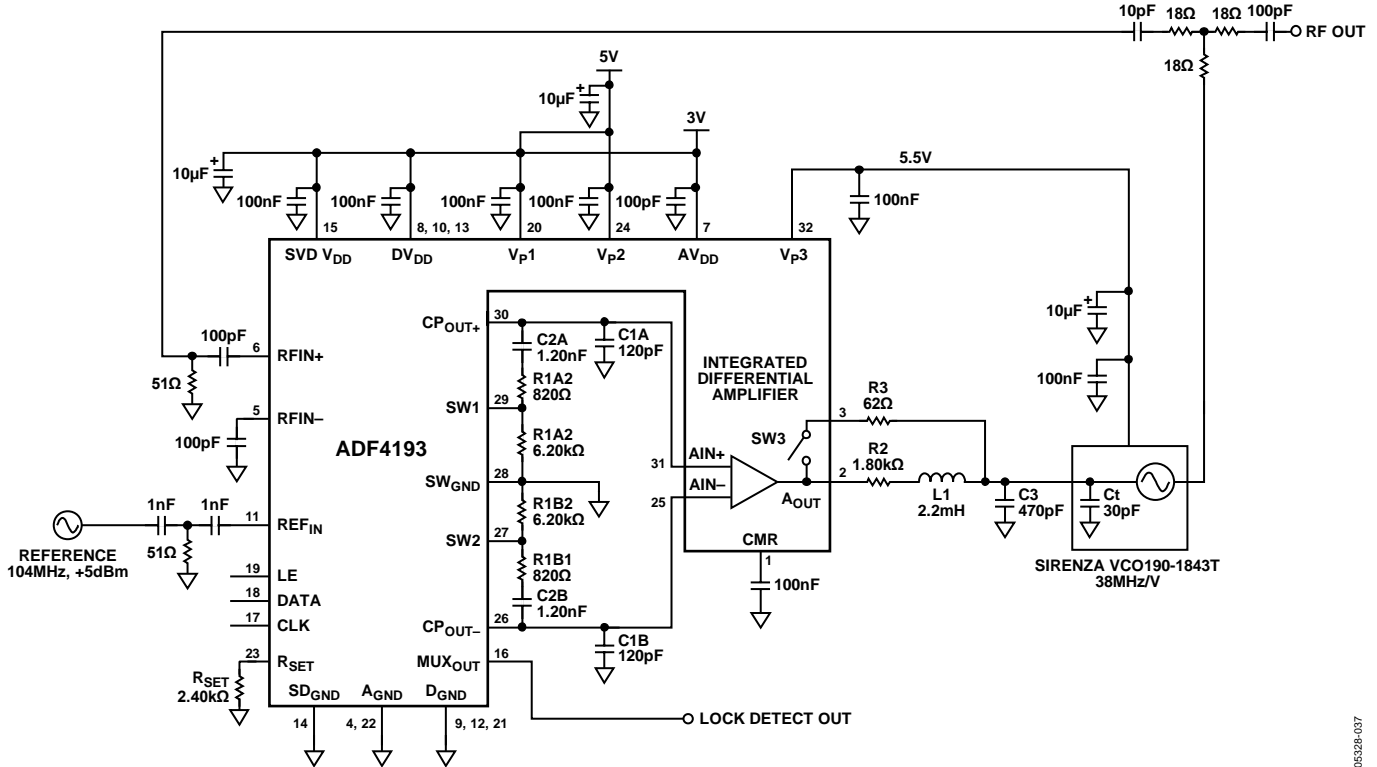 10pF 18Ω 18Ω 100pF
RF OUT
18Ω
5V
10µF +
3V
10µF +
5.5V
100nF 100nF 100nF 100nF 100pF 100nF
15 8, 10, 13 20 24 7 32
SVD VDD DVDD VP1 VP2 AVDD VP3
10µF +
100nF
100pF
6 RFIN+
51Ω
5 RFIN–
100pF
ADF4193
CPOUT+ 30
C2A
1.20nF
C1A
120pF
R1A2
820Ω
SW1 29
R1A2
6.20kΩ
SWGND 28
R1B2
6.20kΩ
SW2 27
R1B1
820Ω
C2B
1.20nF
CPOUT– 26
C1B
120pF
MUXOUT 16
INTEGRATED
DIFFERENTIAL
AMPLIFIER
SW3
31 AIN+
25 AIN–
AOUT
CMR
1
100nF
3 R3
62Ω
2 R2
1.80kΩ
L1
2.2mH
C3
470pF
Ct
30pF
SIRENZA VCO190-1843T
38MHz/V
1nF 1nF
11 REFIN
51Ω
REFERENCE
104MHz, +5dBm
19 LE
18 DATA
17 CLK
23 RSET
RSET
2.40kΩ
SDGND AGND DGND
14 4, 22 9, 12, 21
LOCK DETECT OUT
05328-037